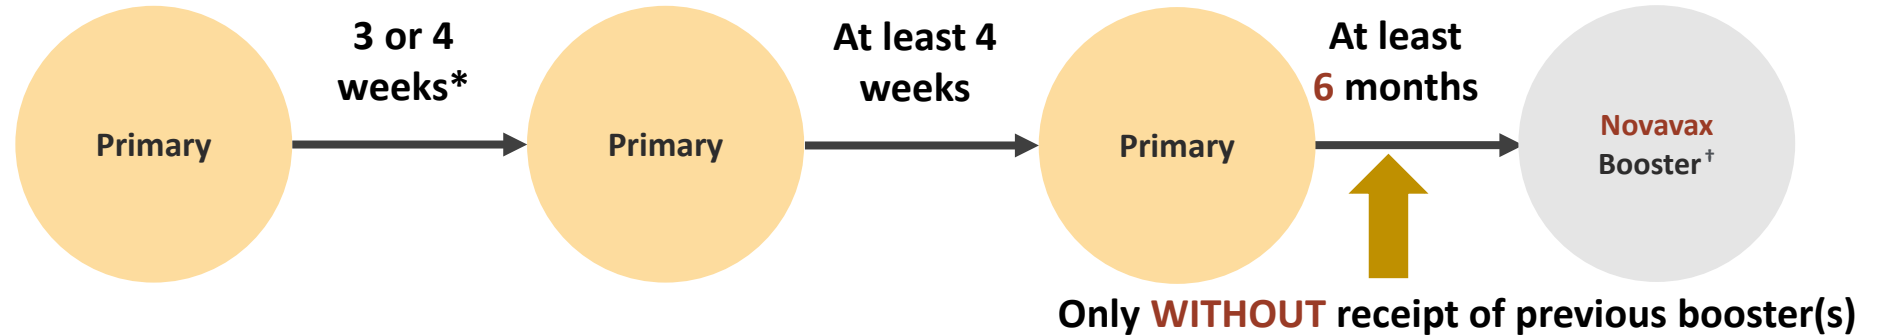 Primary
3 or 4
weeks*
Primary
At least 4
weeks
Primary
At least
6 months
Novavax
Booster†
Only WITHOUT receipt of previous booster(s)